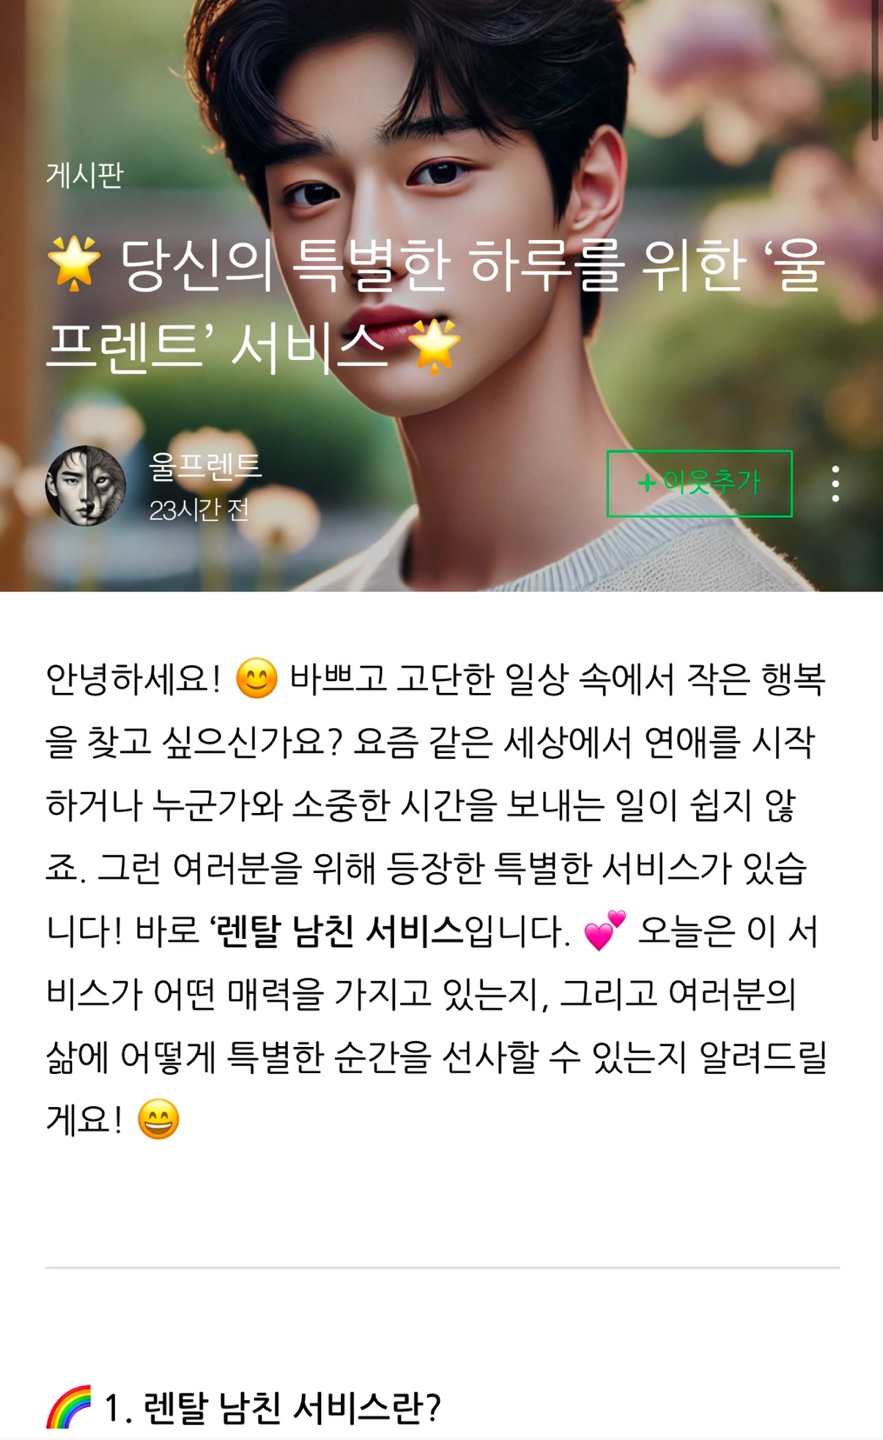 게시판
🌟 당신의 특별한 하루를 위한 ‘울
프렌트’ 서비스 🌟
울프렌트
23시간 전
+ 이웃추가
안녕하세요! 😊 바쁘고 고단한 일상 속에서 작은 행복
을 찾고 싶으신가요? 요즘 같은 세상에서 연애를 시작
하거나 누군가와 소중한 시간을 보내는 일이 쉽지 않
죠. 그런 여러분을 위해 등장한 특별한 서비스가 있습
니다! 바로 ‘렌탈 남친 서비스입니다. 💕 오늘은 이 서
비스가 어떤 매력을 가지고 있는지, 그리고 여러분의
삶에 어떻게 특별한 순간을 선사할 수 있는지 알려드릴
게요! 😄
🌈 1. 렌탈 남친 서비스란?